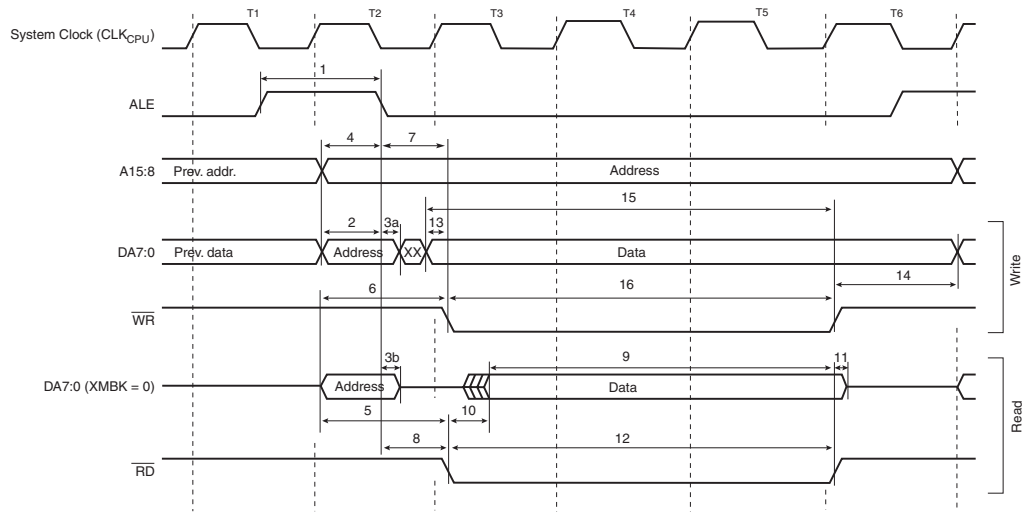 T1 T2 T3 T4 T5 T6
System Clock (CLKCPU)
1
ALE
4 7
A15:8 Prev. addr. Address
15
2 3a 13
DA7:0 Prev. data Address XX Data
14
6 16
WR
Write
3b 9 11
DA7:0 (XMBK = 0) Address Data
5 10
8 12
RD
Read